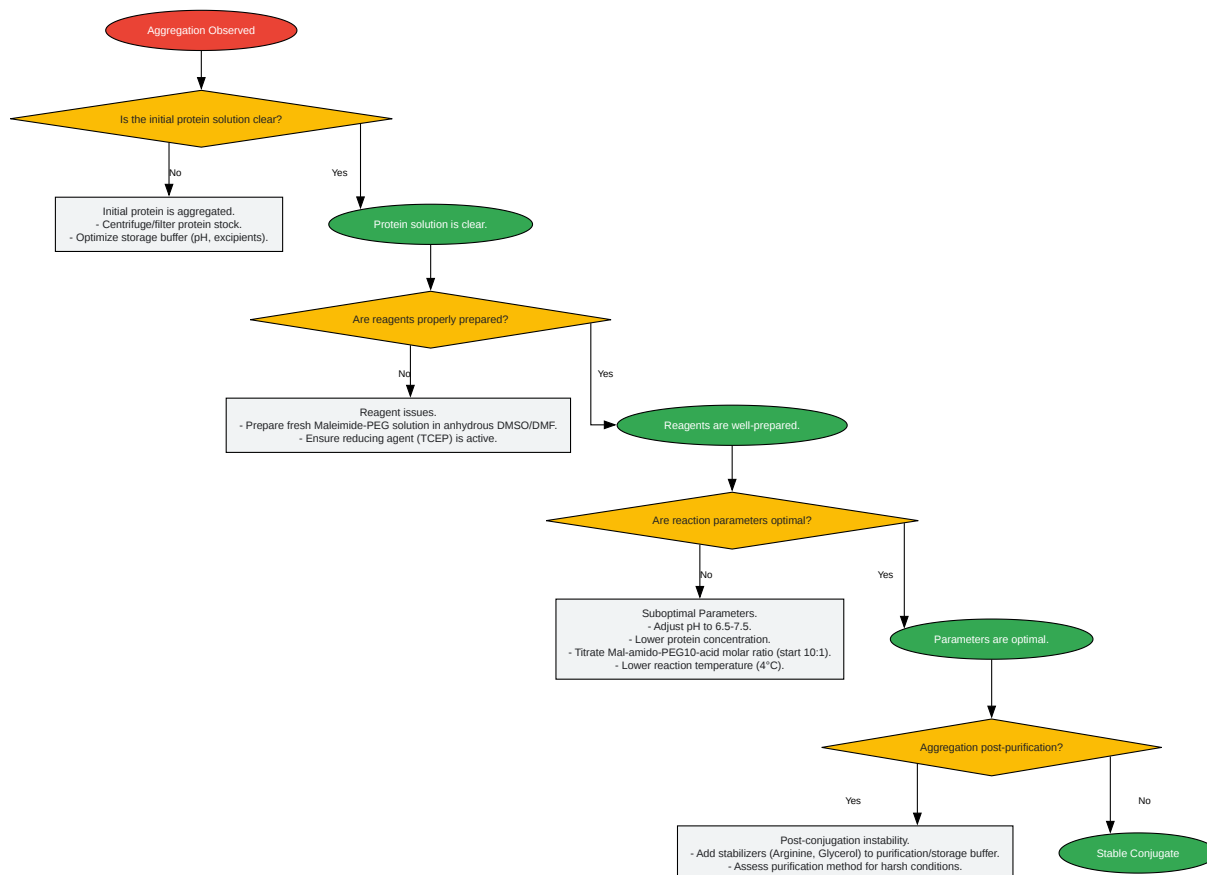 Aggregation Observed
Is the initial protein solution clear?
No
Yes
Initial protein is aggregated.
- Centrifuge/filter protein stock.
- Optimize storage buffer (pH, excipients).
Protein solution is clear.
Are reagents properly prepared?
No
Yes
Reagent issues.
- Prepare fresh Maleimide-PEG solution in anhydrous DMSO/DMF.
- Ensure reducing agent (TCEP) is active.
Reagents are well-prepared.
Are reaction parameters optimal?
No
Yes
Suboptimal Parameters.
- Adjust pH to 6.5-7.5.
- Lower protein concentration.
- Titrate Mal-amido-PEG10-acid molar ratio (start 10:1).
- Lower reaction temperature (4°C).
Parameters are optimal.
Aggregation post-purification?
Yes
No
Post-conjugation instability.
- Add stabilizers (Arginine, Glycerol) to purification/storage buffer.
- Assess purification method for harsh conditions.
Stable Conjugate